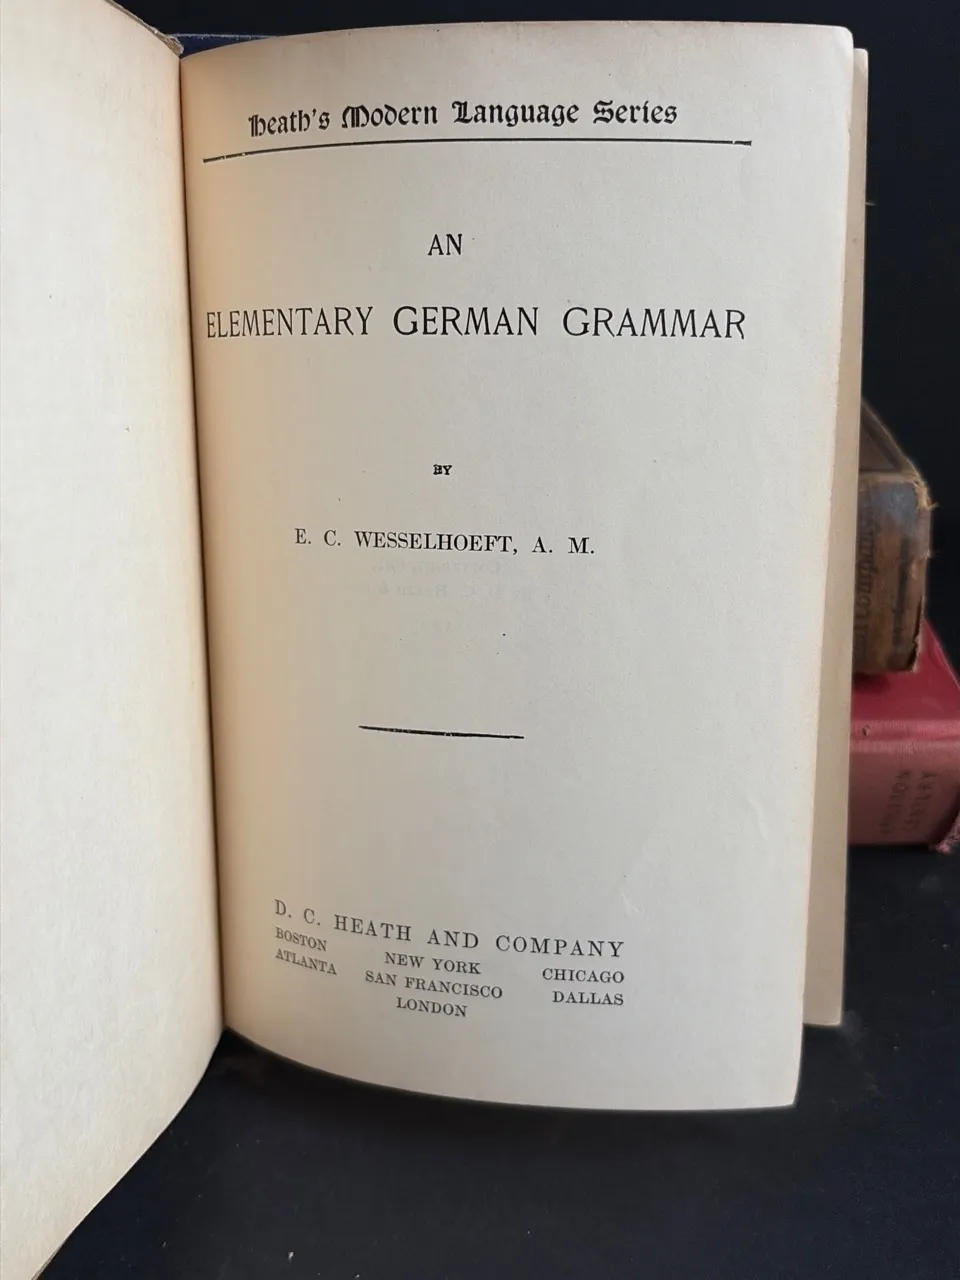 Heath's Modern Language Series
AN
ELEMENTARY GERMAN GRAMMAR
BY
E. C. WESSELHOEFT, A. M.
D. C. HEATH AND COMPANY
BOSTON NEW YORK CHICAGO
ATLANTA SAN FRANCISCO DALLAS
LONDON